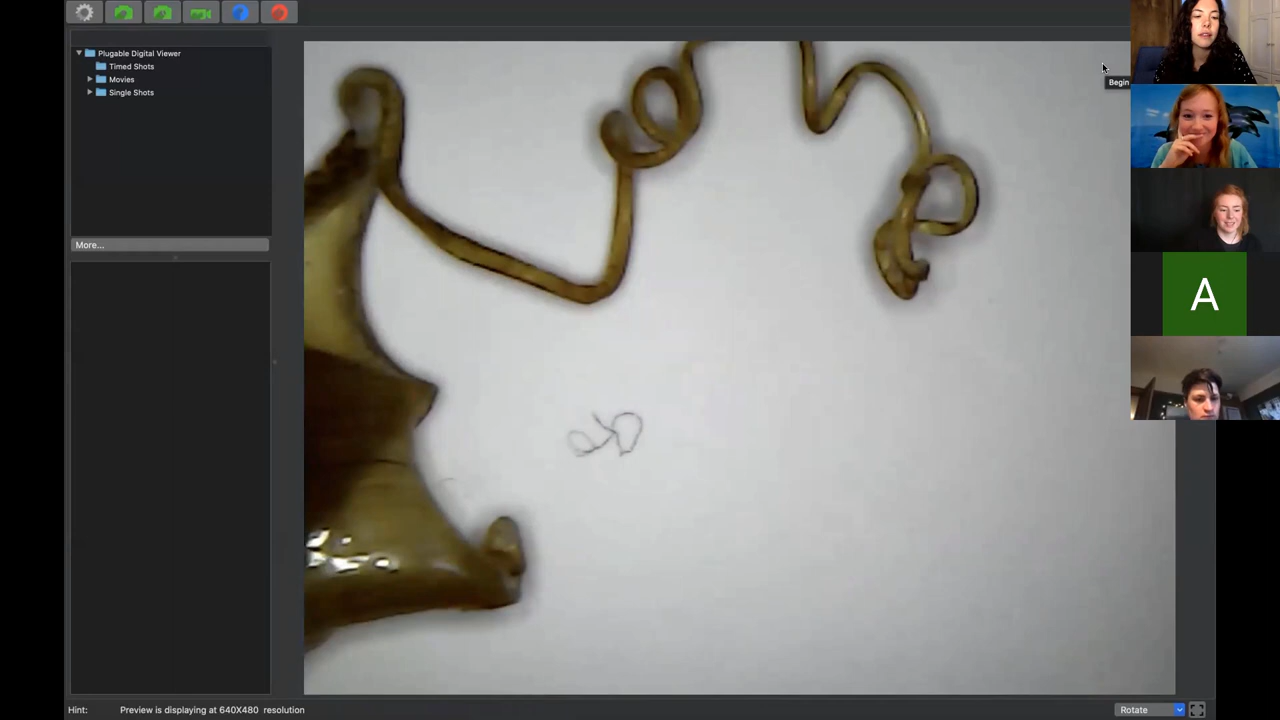 Plugable Digital Viewer
Timed Shots
Movies
Single Shots
More...
Begin
A
Hint: Preview is displaying at 640X480 resolution
Rotate